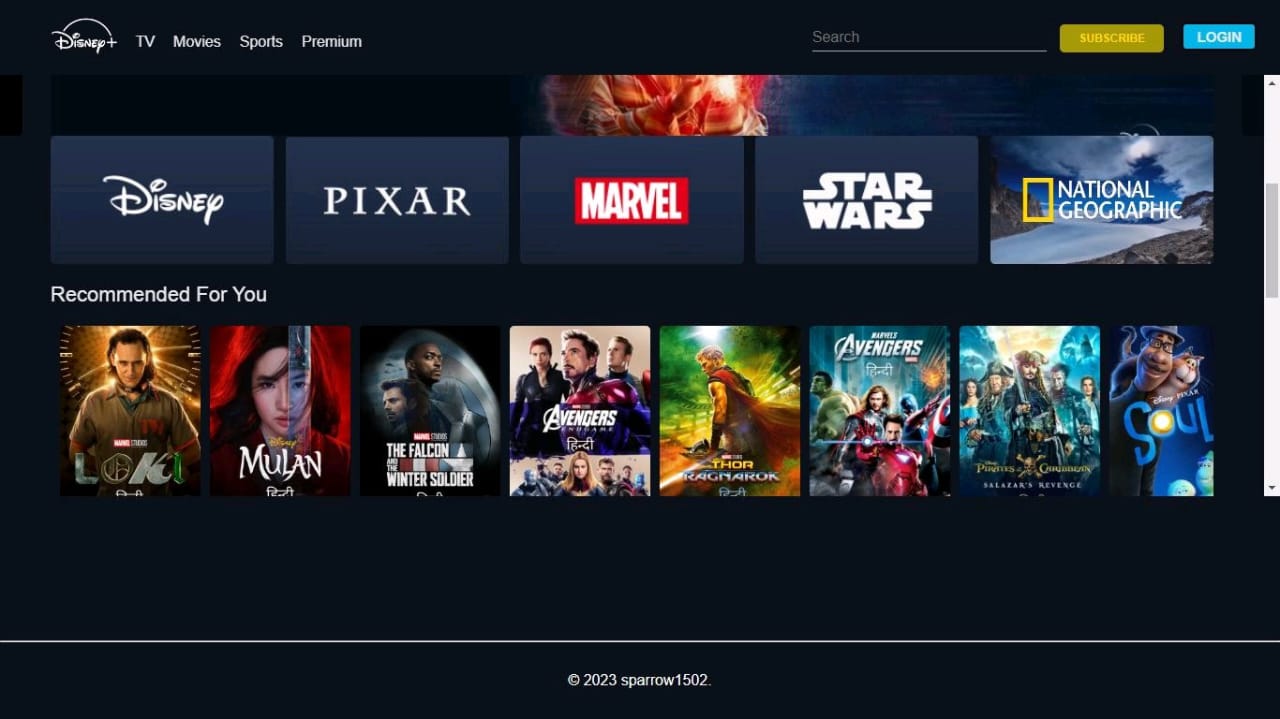 Disney+
TV Movies Sports Premium
Search
SUBSCRIBE
LOGIN
Disney
PIXAR
MARVEL
STAR
WARS
NATIONAL
GEOGRAPHIC
Recommended For You
MARVEL STUDIOS
LOKI
हिन्दी
Disney
MULAN
हिन्दी
MARVEL STUDIOS
THE FALCON
AND THE
WINTER SOLDIER
हिन्दी
AVENGERS
ENDGAME
हिन्दी
THOR
RAGNAROK
हिन्दी
MARVEL'S
AVENGERS
हिन्दी
Disney
PIRATES of the CARIBBEAN
SALAZAR'S REVENGE
हिन्दी
Disney PIXAR
SOUL
© 2023 sparrow1502.